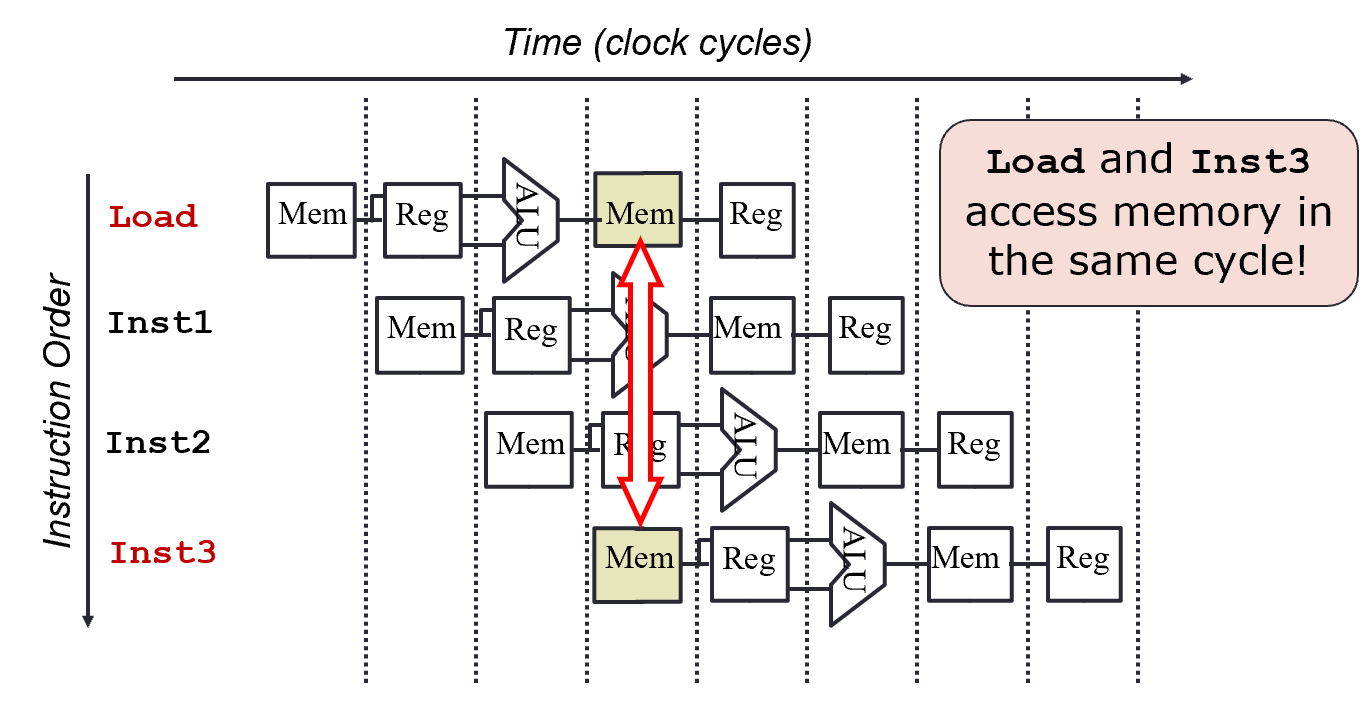 Time (clock cycles)
Load and Inst3
access memory in
the same cycle!
Instruction Order
Load
Mem Reg ALU Mem Reg
Inst1
Mem Reg Mem Reg
Inst2
Mem Reg ALU Mem Reg
Inst3
Mem Reg ALU Mem Reg